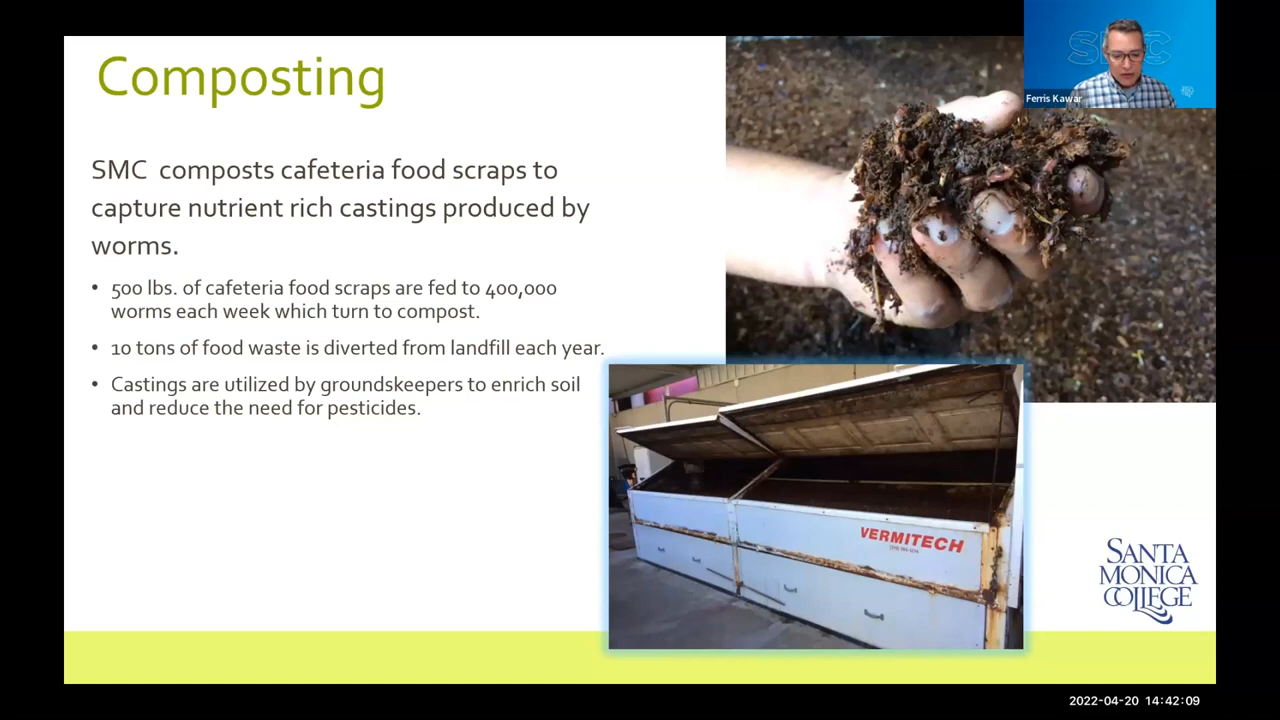 Composting
SMC composts cafeteria food scraps to
capture nutrient rich castings produced by
worms.
• 500 lbs. of cafeteria food scraps are fed to 400,000
worms each week which turn to compost.
• 10 tons of food waste is diverted from landfill each year.
• Castings are utilized by groundskeepers to enrich soil
and reduce the need for pesticides.
SMC
Ferris Kawar
VERMITECH
SANTA
MONICA
COLLEGE
2022-04-20 14:42:09